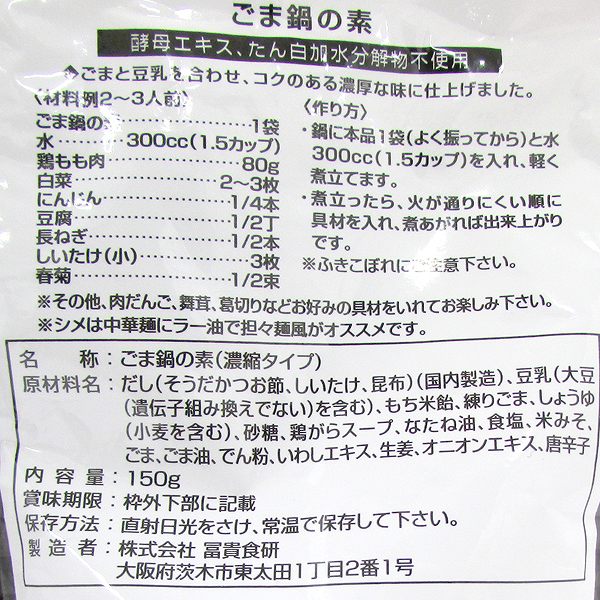 ごま鍋の素
酵母エキス、たん白加水分解物不使用
◆ごまと豆乳を合わせ、コクのある濃厚な味に仕上げました。
〈材料例2〜3人前〉
ごま鍋の素…………………1袋
水…………300cc(1.5カップ)
鶏もも肉…………………80g
白菜…………………2〜3枚
にんじん…………………1/4本
豆腐…………………1/2丁
長ねぎ…………………1/2本
しいたけ(小)……………3枚
春菊…………………1/2束
〈作り方〉
・鍋に本品1袋(よく振ってから)と水
300cc(1.5カップ)を入れ、軽く
煮立てます。
・煮立ったら、火が通りにくい順に
具材を入れ、煮あがれば出来上がり
です。
※ふきこぼれにご注意下さい。
※その他、肉だんご、舞茸、葛切りなどお好みの具材をいれてお楽しみ下さい。
※シメは中華麺にラー油で担々麺風がオススメです。
名称:ごま鍋の素(濃縮タイプ)
原材料名:だし(そうだかつお節、しいたけ、昆布)(国内製造)、豆乳(大豆
(遺伝子組み換えでない)を含む)、もち米飴、練りごま、しょうゆ
(小麦を含む)、砂糖、鶏がらスープ、なたね油、食塩、米みそ、
ごま、ごま油、でん粉、いわしエキス、生姜、オニオンエキス、唐辛子
内容量:150g
賞味期限:枠外下部に記載
保存方法:直射日光をさけ、常温で保存して下さい。
製造者:株式会社 冨貴食研
大阪府茨木市東太田1丁目2番1号